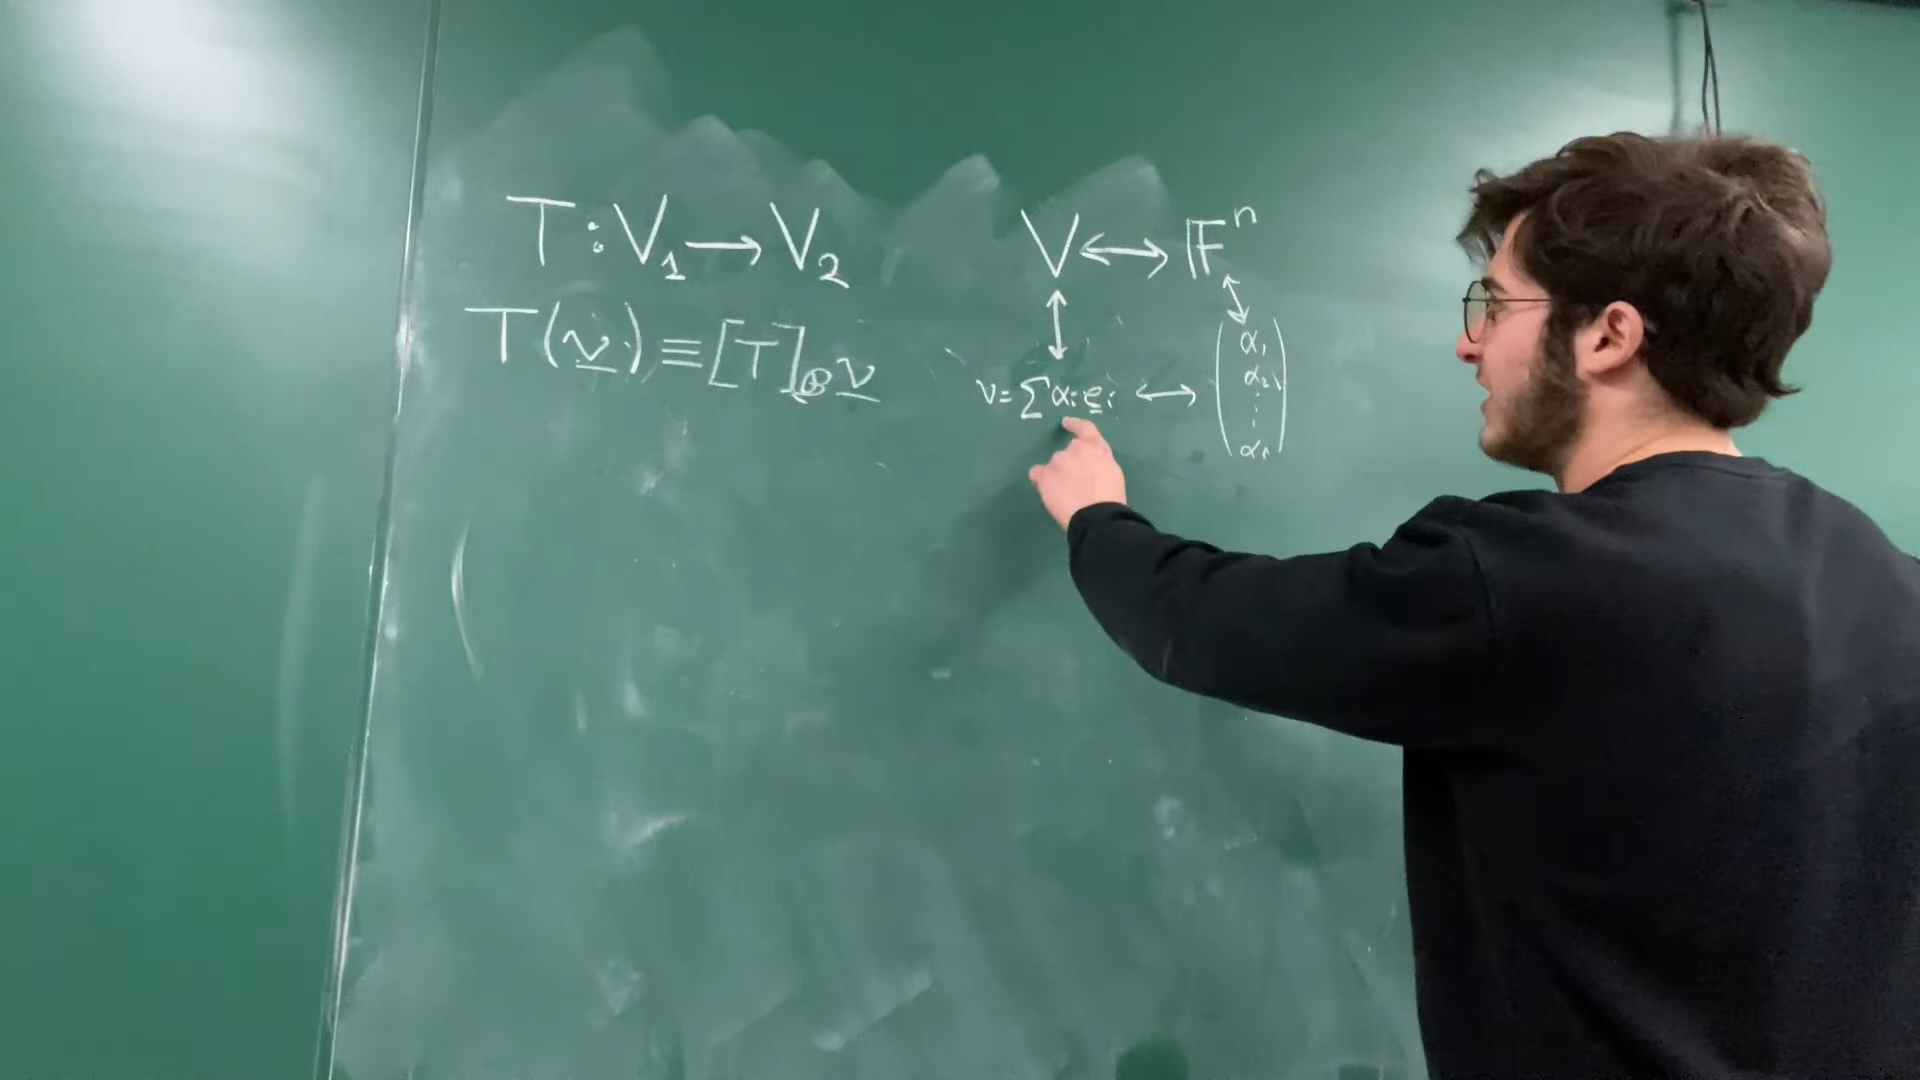 T : V₁ → V₂
T(v) ≡ [T]_ℬ v
V ↔ 𝔽ⁿ
↕ ↕
v = ∑ αᵢ eᵢ ↔ (α₁ α₂ ⋮ αₙ)